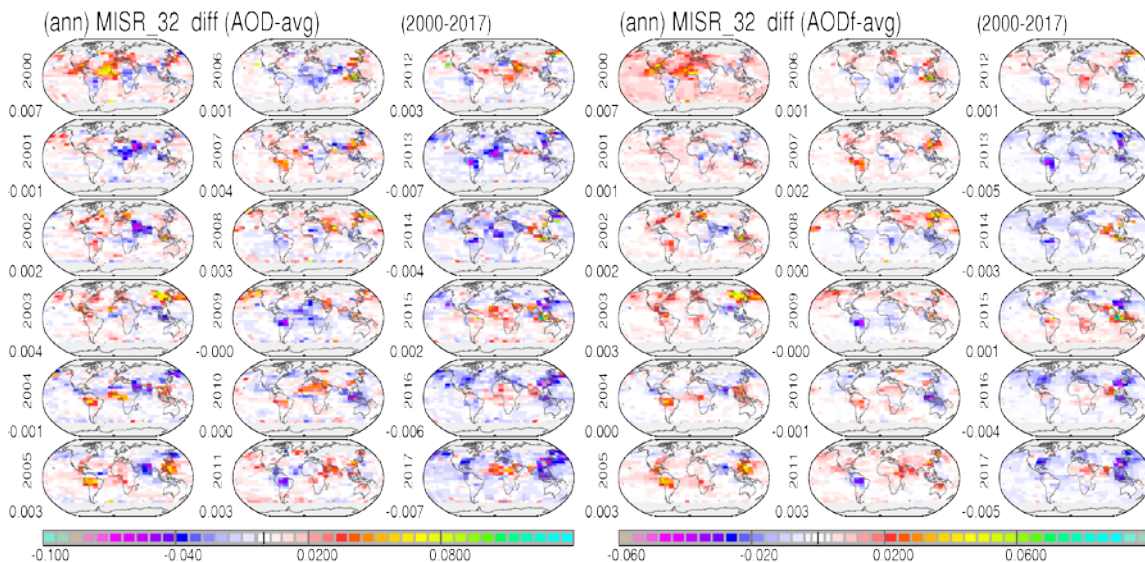 (ann) MISR_32 diff (AOD-avg) (2000-2017) (ann) MISR_32 diff (AODf-avg) (2000-2017)
2000 2006 2012 2000 2006 2012
0.007 0.001 0.003 0.007 0.001 0.001
2001 2007 2013 2001 2007 2013
-0.001 0.004 -0.007 -0.001 0.002 -0.005
2002 2008 2014 2002 2008 2014
0.002 0.003 -0.004 0.002 0.000 -0.003
2003 2009 2015 2003 2009 2015
0.004 -0.000 0.002 0.003 -0.000 0.001
2004 2010 2016 2004 2010 2016
-0.001 0.000 -0.006 0.000 -0.001 -0.004
2005 2011 2017 2005 2011 2017
0.003 0.003 -0.007 0.003 0.003 -0.005
-0.100 -0.040 0.0200 0.0800 -0.060 -0.020 0.0200 0.0600